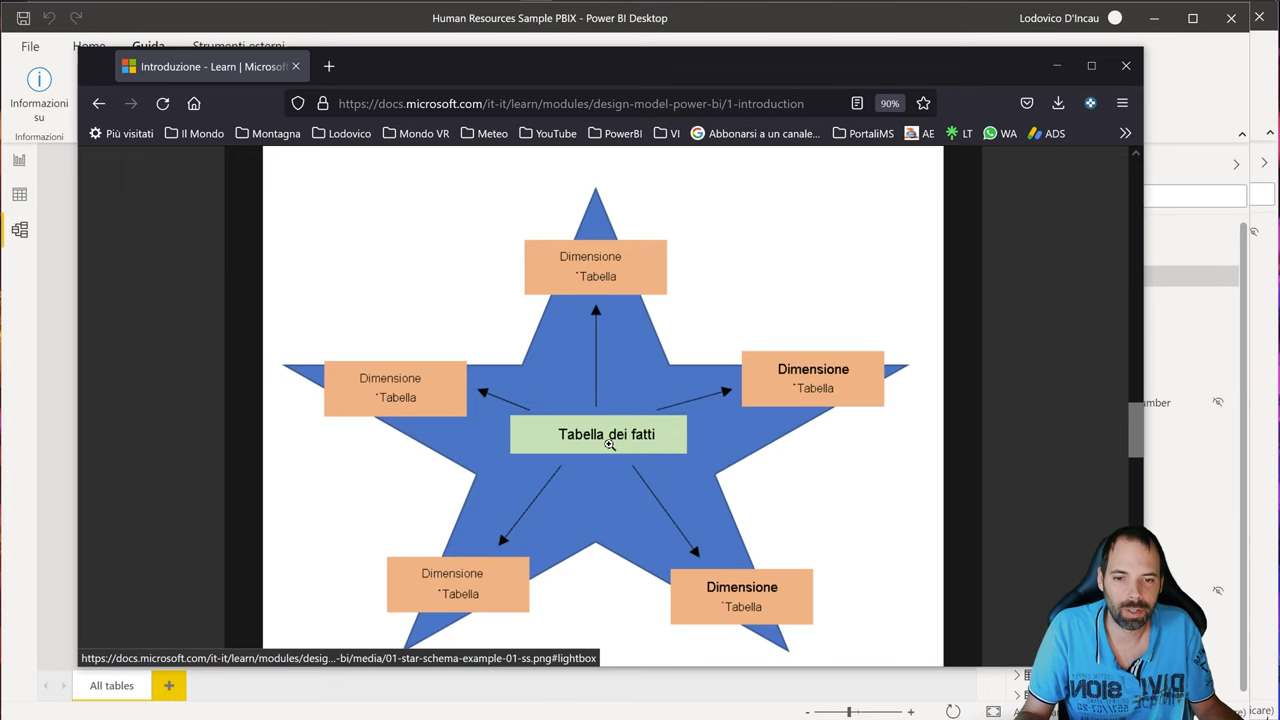 Human Resources Sample PBIX - Power BI Desktop
Lodovico D'Incau
File
Home
Guida
Strumenti esterni
Introduzione - Learn | Microsoft
Informazioni
su
Informazioni
https://docs.microsoft.com/it-it/learn/modules/design-model-power-bi/1-introduction
90%
Più visitati
Il Mondo
Montagna
Lodovico
Mondo VR
Meteo
YouTube
PowerBI
VI
Abbonarsi a un canale...
PortaliMS
AE
LT
WA
ADS
Dimensione
*Tabella
Dimensione
*Tabella
Dimensione
*Tabella
Tabella dei fatti
Dimensione
*Tabella
Dimensione
*Tabella
https://docs.microsoft.com/it-it/learn/modules/desig...-bi/media/01-star-schema-example-01-ss.png#lightbox
All tables